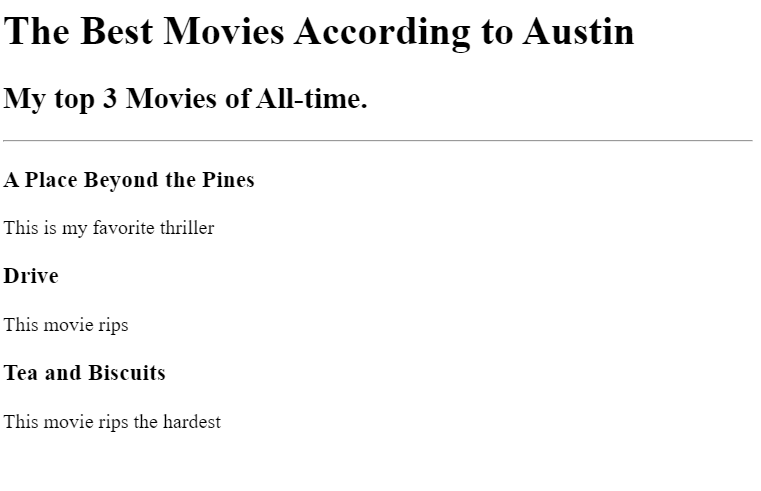 The Best Movies According to Austin
My top 3 Movies of All-time.
A Place Beyond the Pines
This is my favorite thriller
Drive
This movie rips
Tea and Biscuits
This movie rips the hardest